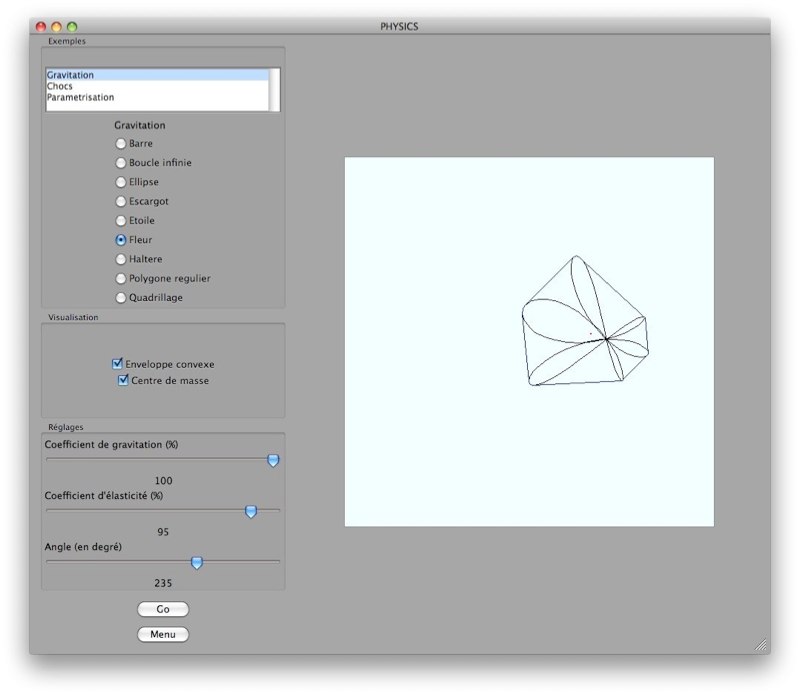 PHYSICS
Exemples
Gravitation
Chocs
Parametrisation
Gravitation
Barre
Boucle infinie
Ellipse
Escargot
Etoile
Fleur
Haltere
Polygone regulier
Quadrillage
Visualisation
Enveloppe convexe
Centre de masse
Réglages
Coefficient de gravitation (%)
100
Coefficient d'élasticité (%)
95
Angle (en degré)
235
Go
Menu